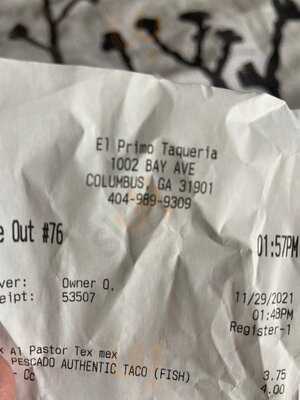 El Primo Taqueria
1002 BAY AVE
COLUMBUS, GA 31901
404-989-9309
e Out #76 01:57PM
ver: Owner O. 11/29/2021
eipt: 53507 01:48PM
Register-1
x Al Pastor Tex mex 3.75
PESCADO AUTHENTIC TACO (FISH) 4.00
- Co